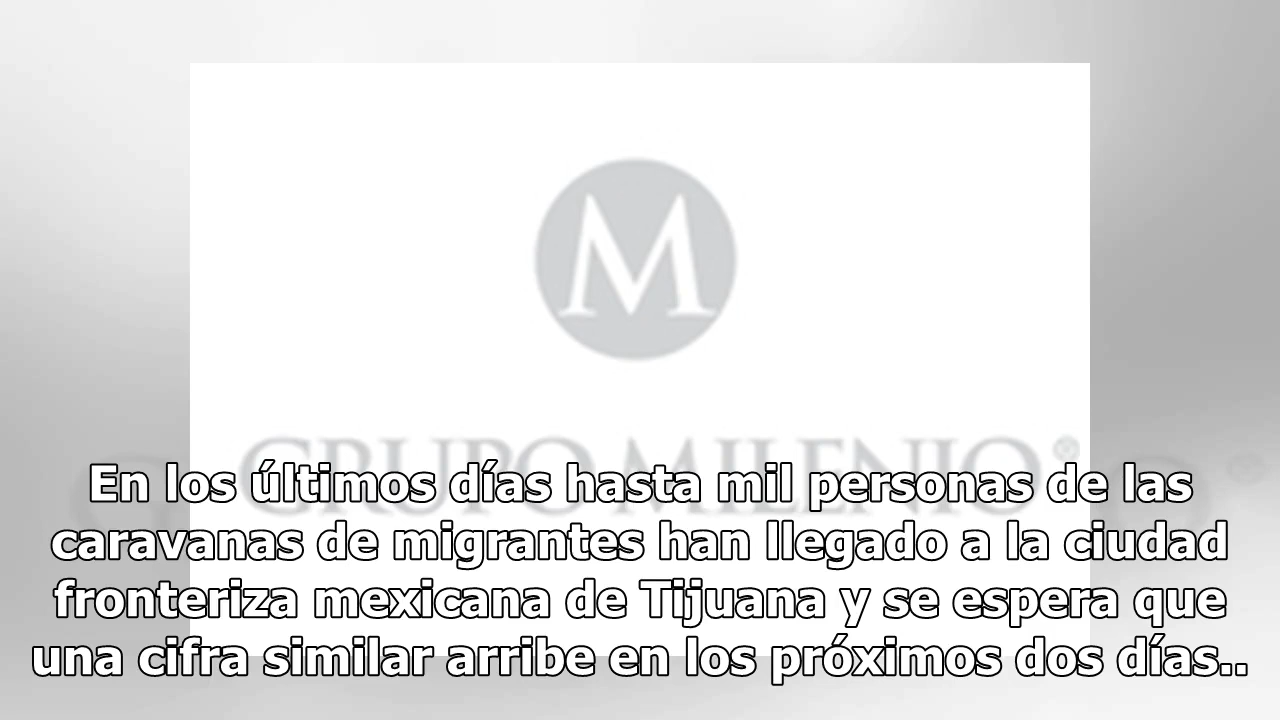 M
GRUPO MILENIO®
En los últimos días hasta mil personas de las
caravanas de migrantes han llegado a la ciudad
fronteriza mexicana de Tijuana y se espera que
una cifra similar arribe en los próximos dos días..